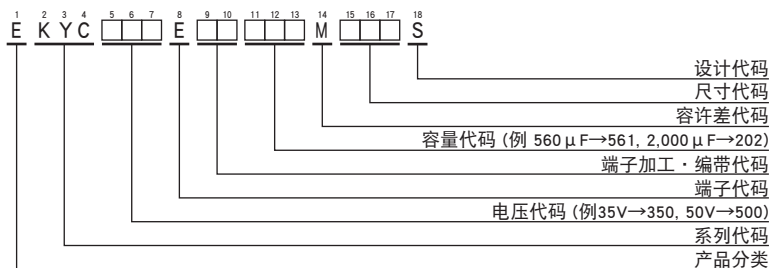 1 2 3 4 5 6 7 8 9 10 11 12 13 14 15 16 17 18
E K Y C □□□ E □□ □□□ M □□□ S
设计代码
尺寸代码
容许差代码
容量代码 (例 560μF→561, 2,000μF→202)
端子加工・编带代码
端子代码
电压代码 (例35V→350, 50V→500)
系列代码
产品分类